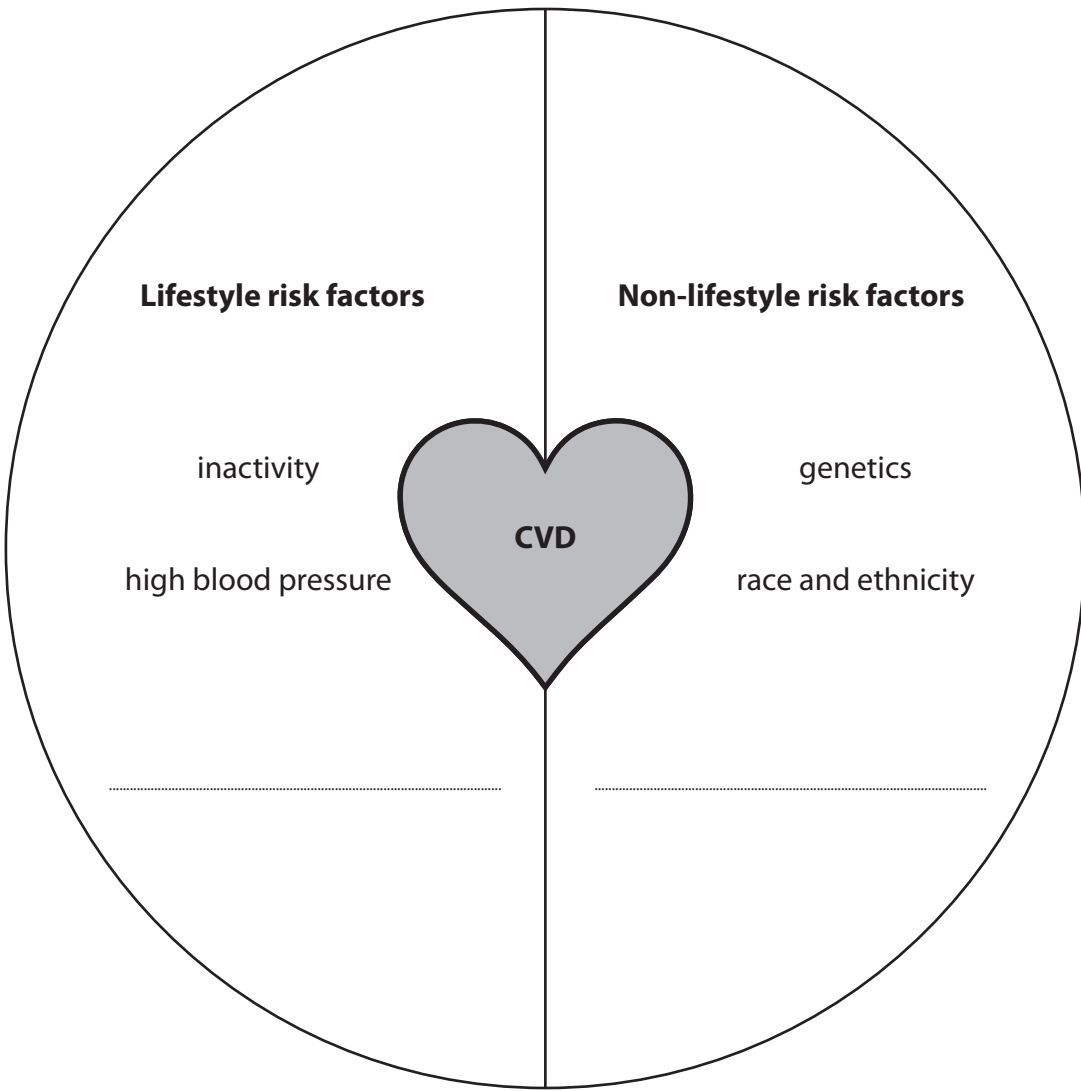 Lifestyle risk factors
Non-lifestyle risk factors
inactivity
genetics
CVD
high blood pressure
race and ethnicity